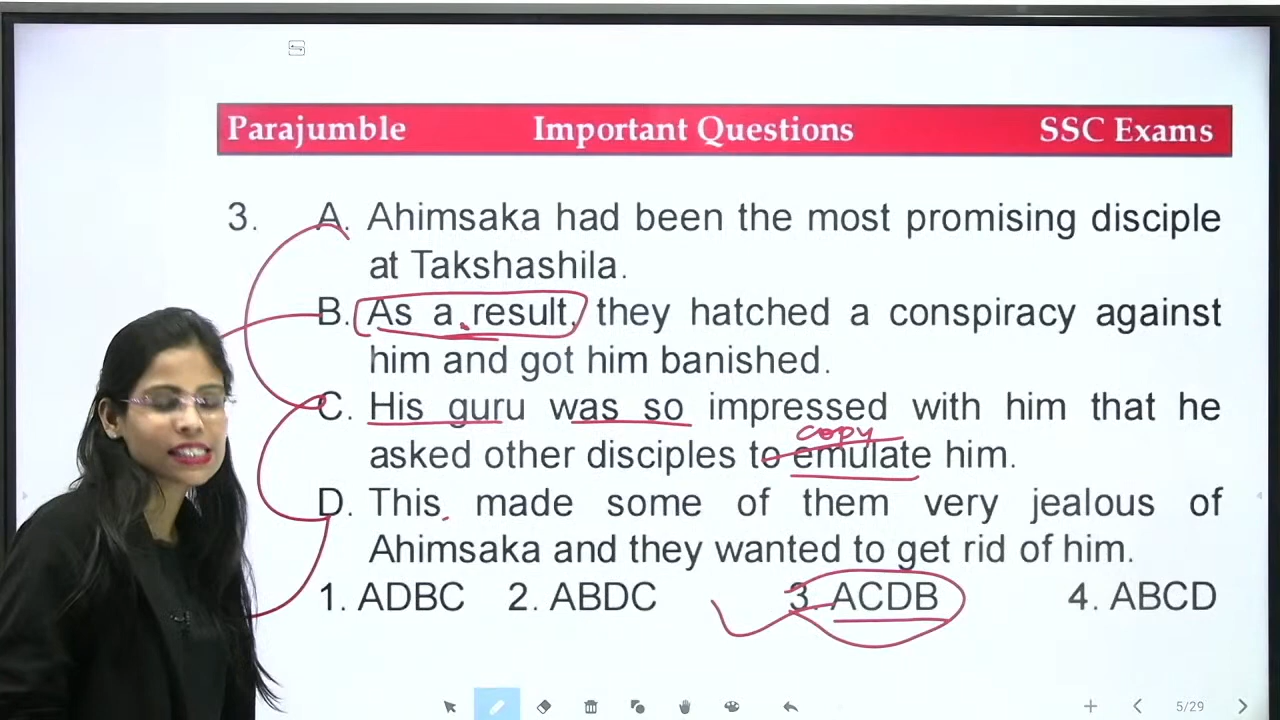 Parajumble Important Questions SSC Exams
3. A. Ahimsaka had been the most promising disciple
at Takshashila.
B. As a result, they hatched a conspiracy against
him and got him banished.
C. His guru was so impressed with him that he
copy
asked other disciples to emulate him.
D. This made some of them very jealous of
Ahimsaka and they wanted to get rid of him.
1. ADBC 2. ABDC 3. ACDB 4. ABCD
5/29